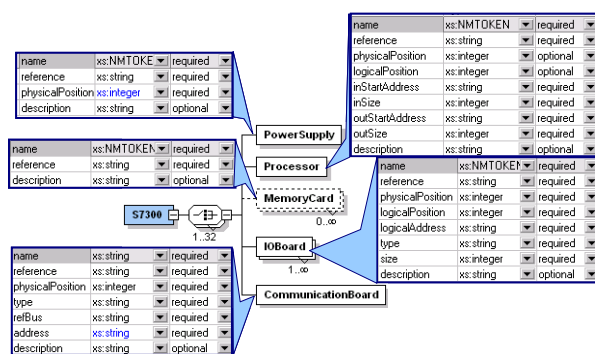 name xs:NMTOKEN required
reference xs:string required
physicalPosition xs:integer optional
logicalPosition xs:integer optional
inStartAddress xs:string required
inSize xs:integer required
outStartAddress xs:string required
outSize xs:integer required
description xs:string optional
name xs:NMTOKE required
reference xs:string required
physicalPosition xs:integer required
description xs:string optional
PowerSupply
name xs:NMTOKEN required
reference xs:string required
description xs:string optional
Processor
MemoryCard
0..∞
name xs:NMTOKEN required
reference xs:string required
physicalPosition xs:integer required
logicalPosition xs:integer required
logicalAddress xs:string required
type xs:string required
size xs:integer required
description xs:string optional
S7300
1..32
IOBoard
1..∞
name xs:string required
reference xs:string required
physicalPosition xs:integer required
type xs:string required
refBus xs:string required
address xs:string required
description xs:string optional
CommunicationBoard